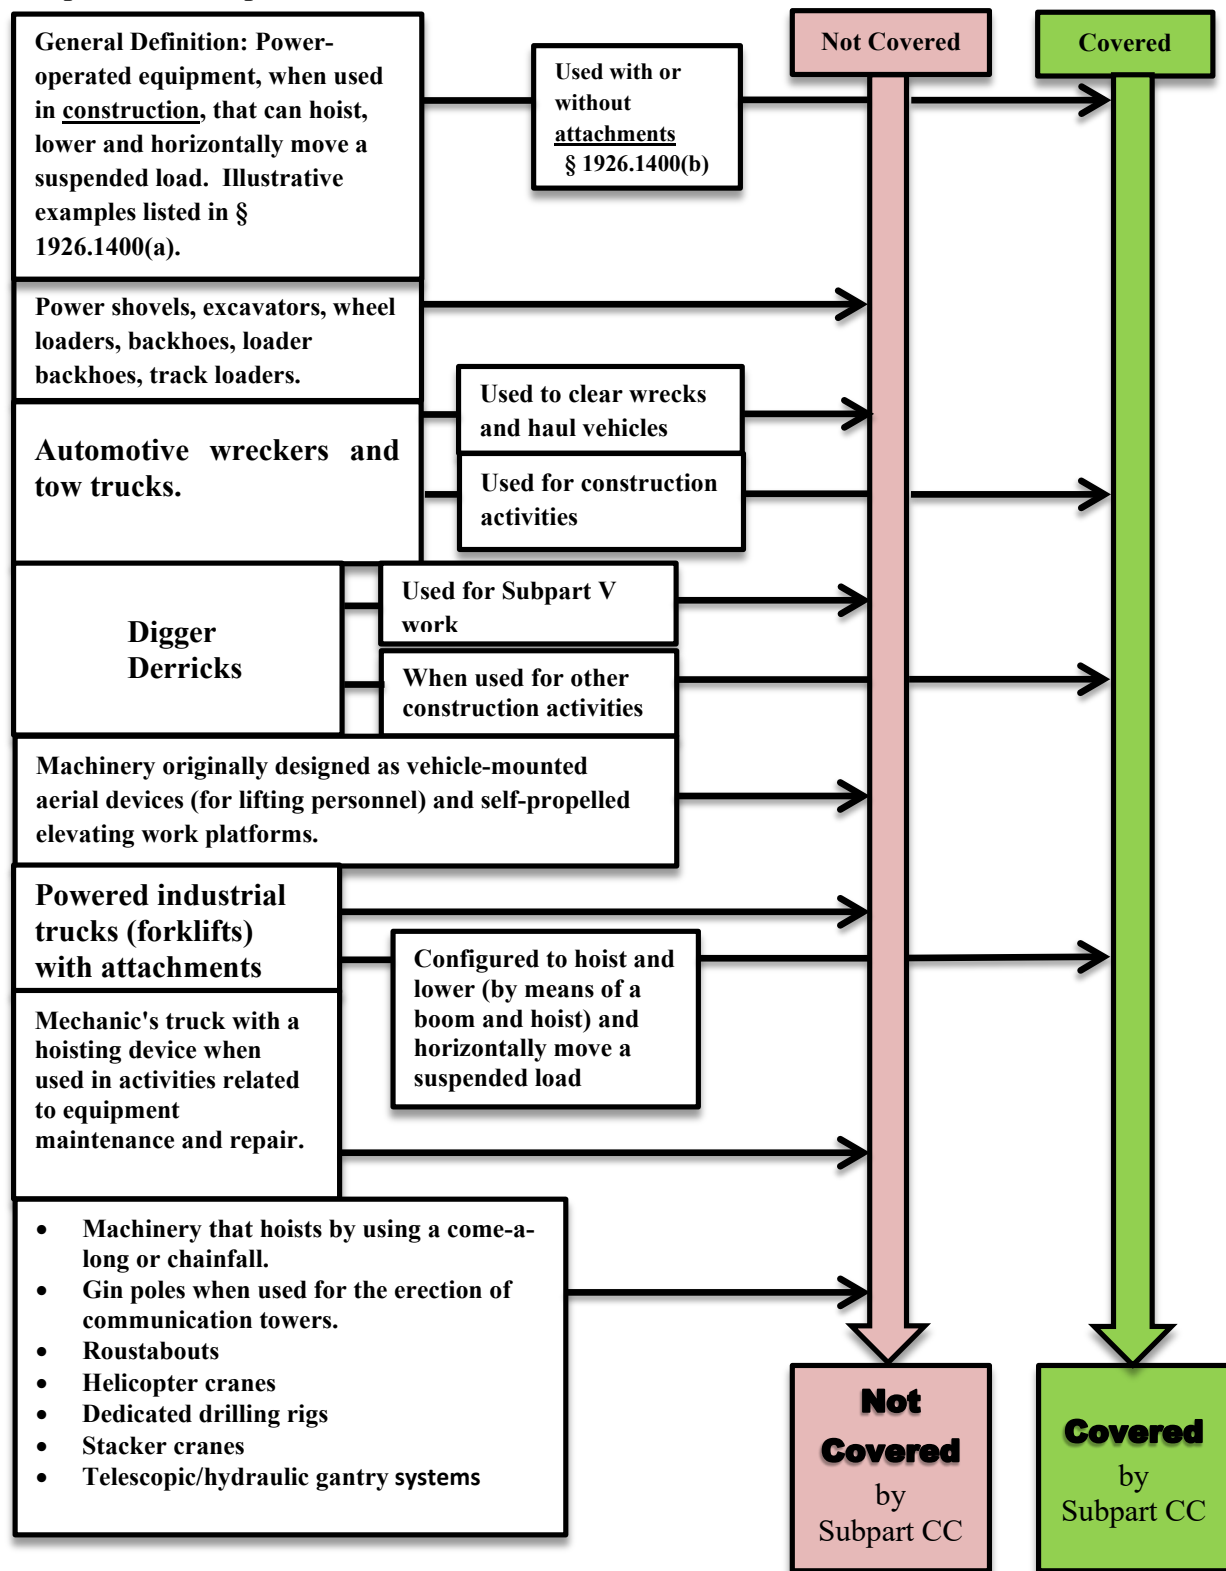 General Definition: Power-
operated equipment, when used
in construction, that can hoist,
lower and horizontally move a
suspended load.  Illustrative
examples listed in §
1926.1400(a).
Used with or
without
attachments
§ 1926.1400(b)
Not Covered
Covered
Power shovels, excavators, wheel
loaders, backhoes, loader
backhoes, track loaders.
Automotive wreckers and
tow trucks.
Used to clear wrecks
and haul vehicles
Used for construction
activities
Digger
Derricks
Used for Subpart V
work
When used for other
construction activities
Machinery originally designed as vehicle-mounted
aerial devices (for lifting personnel) and self-propelled
elevating work platforms.
Powered industrial
trucks (forklifts)
with attachments
Configured to hoist and
lower (by means of a
boom and hoist) and
horizontally move a
suspended load
Mechanic's truck with a
hoisting device when
used in activities related
to equipment
maintenance and repair.
• Machinery that hoists by using a come-a-
long or chainfall.
• Gin poles when used for the erection of
communication towers.
• Roustabouts
• Helicopter cranes
• Dedicated drilling rigs
• Stacker cranes
• Telescopic/hydraulic gantry systems
Not
Covered
by
Subpart CC
Covered
by
Subpart CC